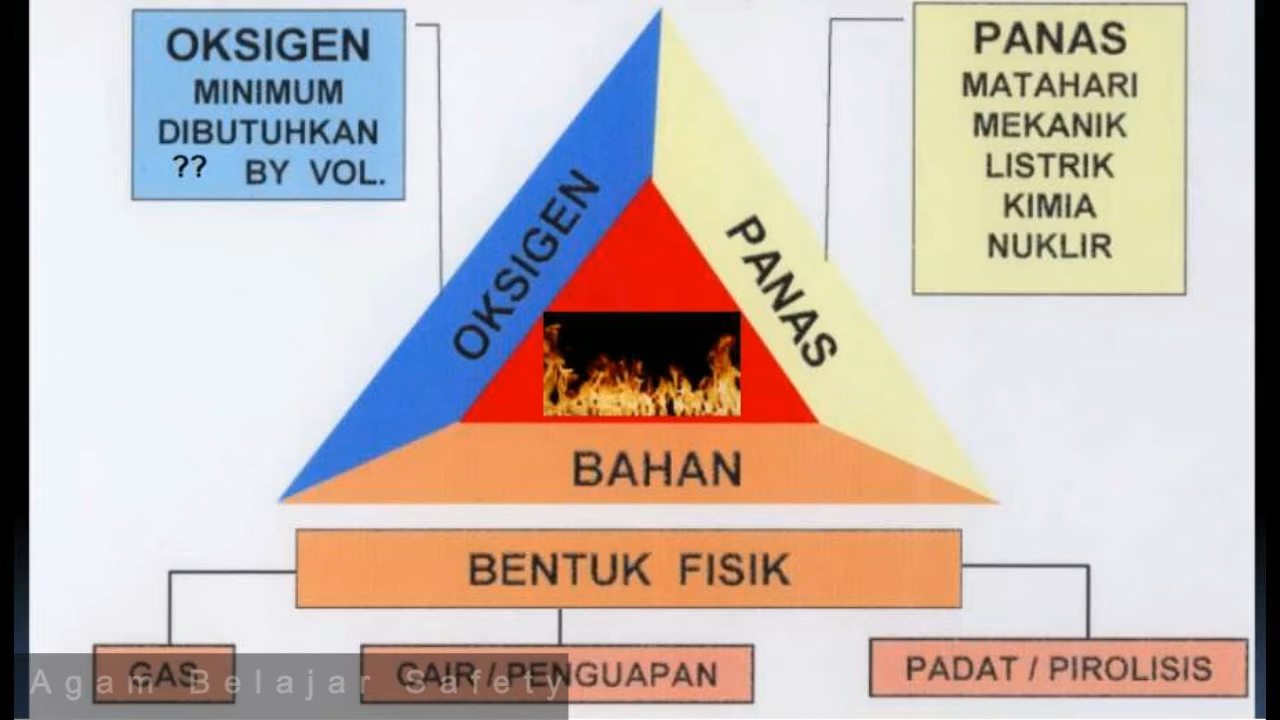 OKSIGEN
MINIMUM
DIBUTUHKAN
?? BY VOL.
PANAS
MATAHARI
MEKANIK
LISTRIK
KIMIA
NUKLIR
OKSIGEN
PANAS
BAHAN
BENTUK FISIK
GAS
CAIR / PENGUAPAN
PADAT / PIROLISIS
Agam Belajar Safety